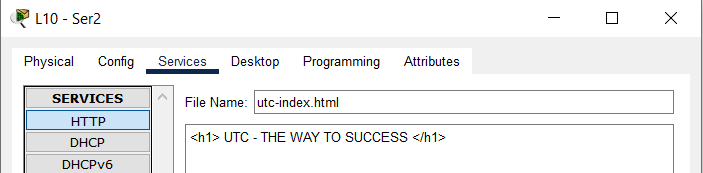 L10 - Ser2
Physical Config Services Desktop Programming Attributes
SERVICES
HTTP
DHCP
DHCPv6
File Name: utc-index.html
<h1> UTC - THE WAY TO SUCCESS </h1>